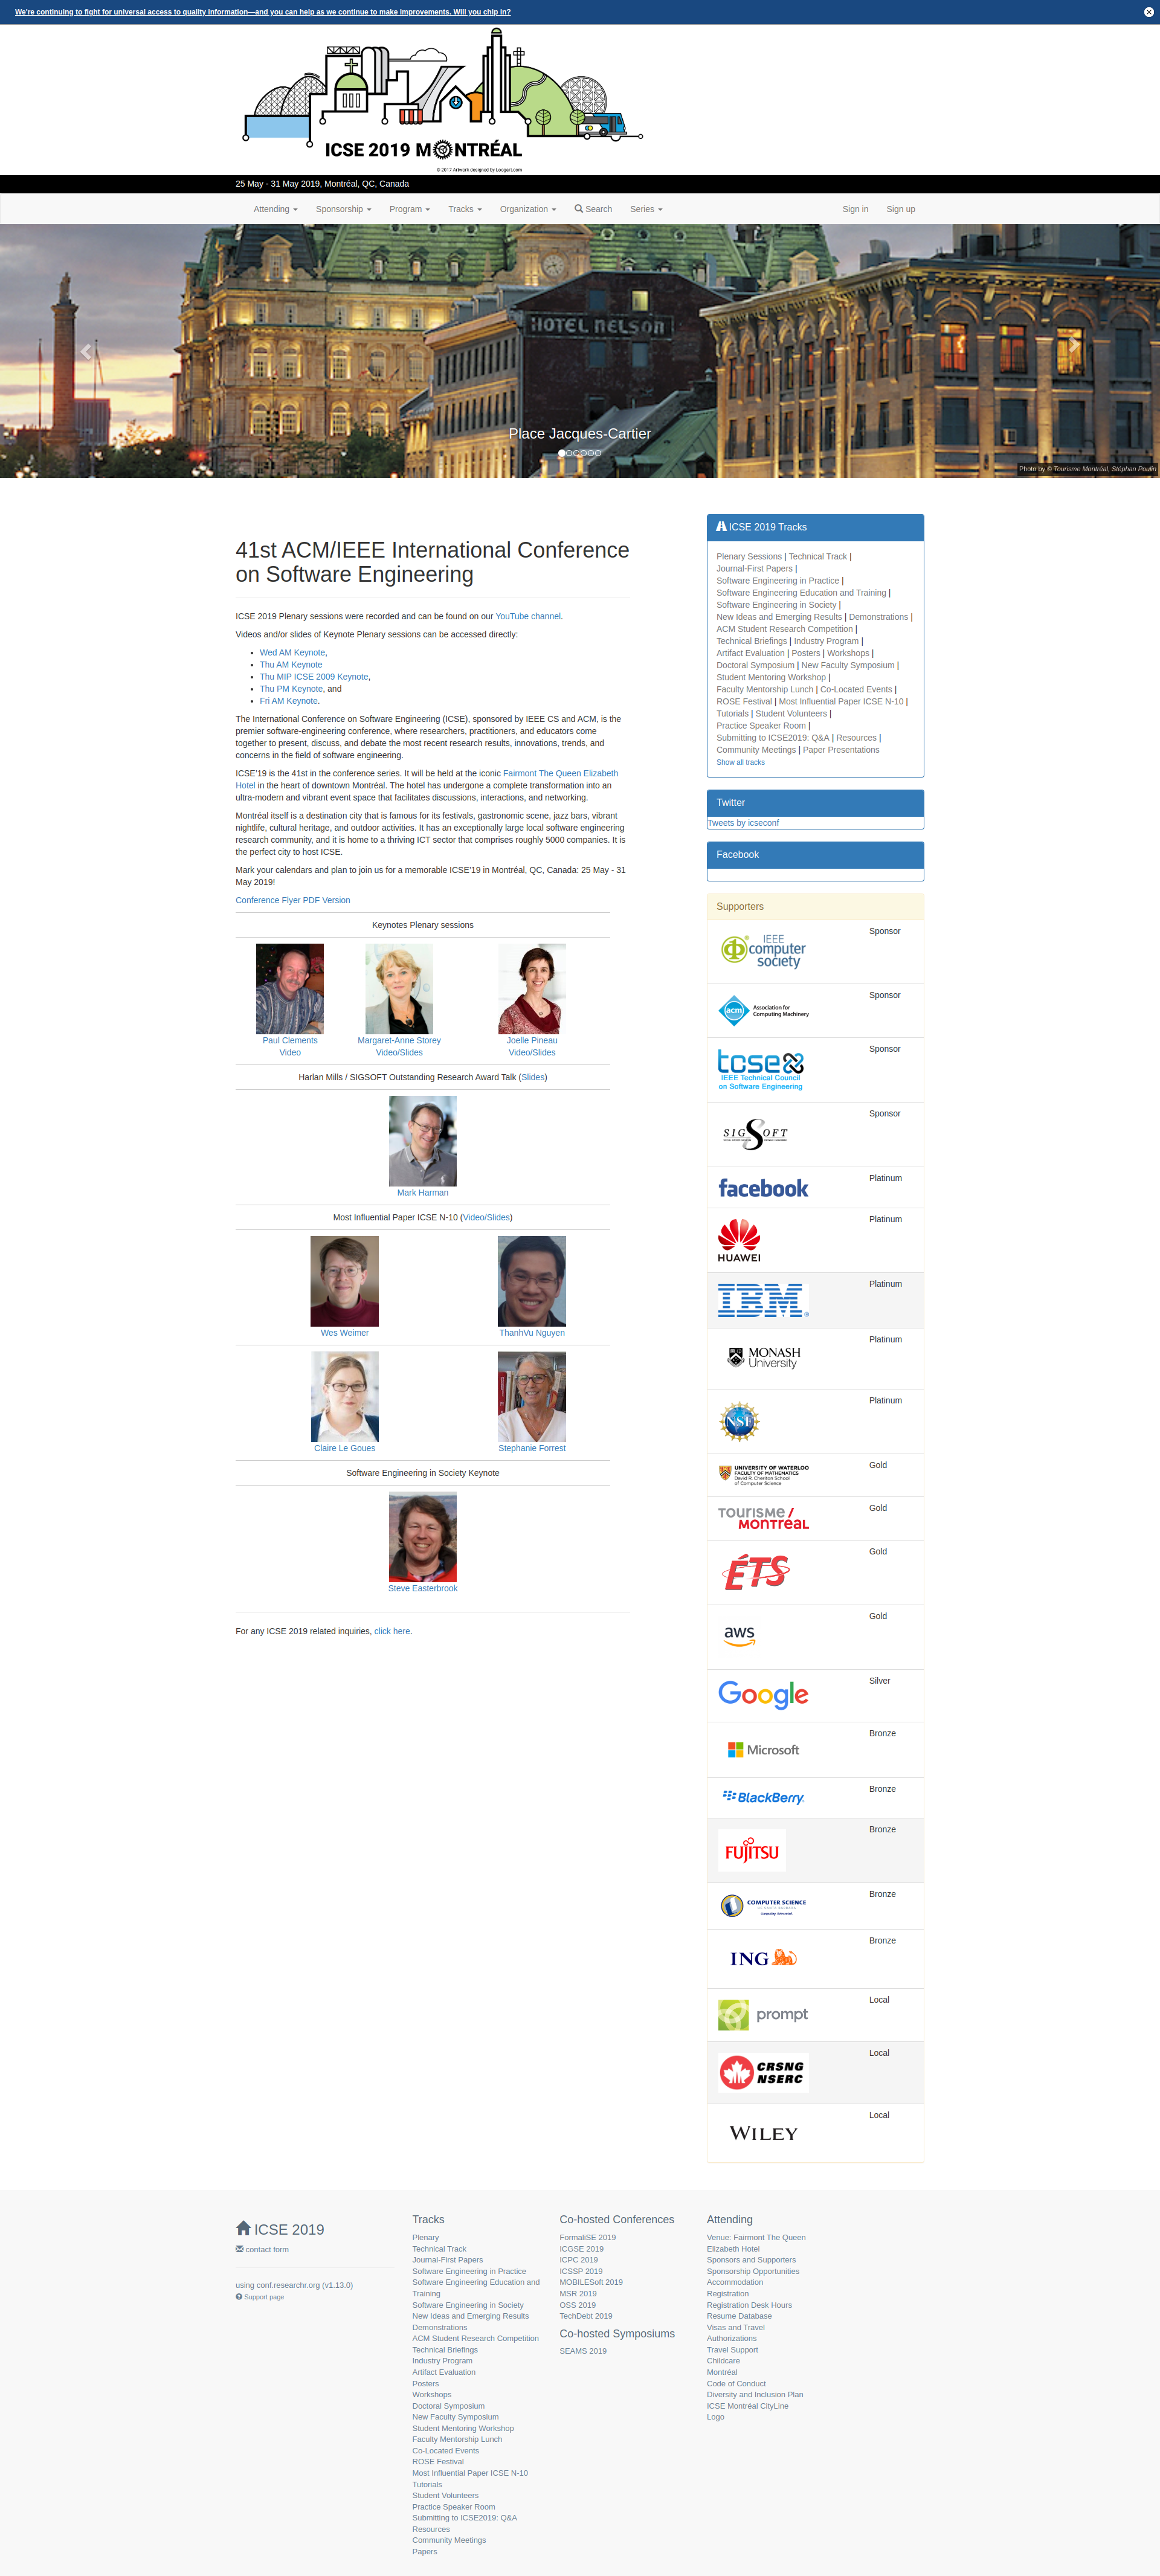 We're continuing to fight for universal access to quality information—and you can help as we continue to make improvements. Will you chip in?
ICSE 2019 MONTRÉAL
© 2017 Artwork designed by Loogart.com
25 May - 31 May 2019, Montréal, QC, Canada
Attending Sponsorship Program Tracks Organization Search Series Sign in Sign up
HOTEL NELSON
Place Jacques-Cartier
Photo by © Tourisme Montréal, Stéphan Poulin
41st ACM/IEEE International Conference
on Software Engineering
ICSE 2019 Plenary sessions were recorded and can be found on our YouTube channel.
Videos and/or slides of Keynote Plenary sessions can be accessed directly:
Wed AM Keynote,
Thu AM Keynote
Thu MIP ICSE 2009 Keynote,
Thu PM Keynote, and
Fri AM Keynote.
The International Conference on Software Engineering (ICSE), sponsored by IEEE CS and ACM, is the
premier software-engineering conference, where researchers, practitioners, and educators come
together to present, discuss, and debate the most recent research results, innovations, trends, and
concerns in the field of software engineering.
ICSE'19 is the 41st in the conference series. It will be held at the iconic Fairmont The Queen Elizabeth
Hotel in the heart of downtown Montréal. The hotel has undergone a complete transformation into an
ultra-modern and vibrant event space that facilitates discussions, interactions, and networking.
Montréal itself is a destination city that is famous for its festivals, gastronomic scene, jazz bars, vibrant
nightlife, cultural heritage, and outdoor activities. It has an exceptionally large local software engineering
research community, and it is home to a thriving ICT sector that comprises roughly 5000 companies. It is
the perfect city to host ICSE.
Mark your calendars and plan to join us for a memorable ICSE'19 in Montréal, QC, Canada: 25 May - 31
May 2019!
Conference Flyer PDF Version
Keynotes Plenary sessions
Paul Clements Margaret-Anne Storey Joelle Pineau
Video Video/Slides Video/Slides
Harlan Mills / SIGSOFT Outstanding Research Award Talk (Slides)
Mark Harman
Most Influential Paper ICSE N-10 (Video/Slides)
Wes Weimer ThanhVu Nguyen
Claire Le Goues Stephanie Forrest
Software Engineering in Society Keynote
Steve Easterbrook
For any ICSE 2019 related inquiries, click here.
ICSE 2019 Tracks
Plenary Sessions | Technical Track |
Journal-First Papers |
Software Engineering in Practice |
Software Engineering Education and Training |
Software Engineering in Society |
New Ideas and Emerging Results | Demonstrations |
ACM Student Research Competition |
Technical Briefings | Industry Program |
Artifact Evaluation | Posters | Workshops |
Doctoral Symposium | New Faculty Symposium |
Student Mentoring Workshop |
Faculty Mentorship Lunch | Co-Located Events |
ROSE Festival | Most Influential Paper ICSE N-10 |
Tutorials | Student Volunteers |
Practice Speaker Room |
Submitting to ICSE2019: Q&A | Resources |
Community Meetings | Paper Presentations
Show all tracks
Twitter
Tweets by icseconf
Facebook
Supporters
IEEE computer society Sponsor
acm Association for Computing Machinery Sponsor
tcse IEEE Technical Council on Software Engineering Sponsor
SIGSOFT Sponsor
facebook Platinum
HUAWEI Platinum
IBM® Platinum
MONASH University Platinum
NSF Platinum
UNIVERSITY OF WATERLOO FACULTY OF MATHEMATICS David R. Cheriton School of Computer Science Gold
TOURISME / MONTRÉAL Gold
ÉTS Gold
aws Gold
Google Silver
Microsoft Bronze
BlackBerry Bronze
FUJITSU Bronze
COMPUTER SCIENCE Bronze
ING Bronze
prompt Local
CRSNG NSERC Local
WILEY Local
ICSE 2019
contact form
using conf.researchr.org (v1.13.0)
Support page
Tracks
Plenary
Technical Track
Journal-First Papers
Software Engineering in Practice
Software Engineering Education and
Training
Software Engineering in Society
New Ideas and Emerging Results
Demonstrations
ACM Student Research Competition
Technical Briefings
Industry Program
Artifact Evaluation
Posters
Workshops
Doctoral Symposium
New Faculty Symposium
Student Mentoring Workshop
Faculty Mentorship Lunch
Co-Located Events
ROSE Festival
Most Influential Paper ICSE N-10
Tutorials
Student Volunteers
Practice Speaker Room
Submitting to ICSE2019: Q&A
Resources
Community Meetings
Papers
Co-hosted Conferences
FormaliSE 2019
ICGSE 2019
ICPC 2019
ICSSP 2019
MOBILESoft 2019
MSR 2019
OSS 2019
TechDebt 2019
Co-hosted Symposiums
SEAMS 2019
Attending
Venue: Fairmont The Queen
Elizabeth Hotel
Sponsors and Supporters
Sponsorship Opportunities
Accommodation
Registration
Registration Desk Hours
Resume Database
Visas and Travel
Authorizations
Travel Support
Childcare
Montréal
Code of Conduct
Diversity and Inclusion Plan
ICSE Montréal CityLine
Logo